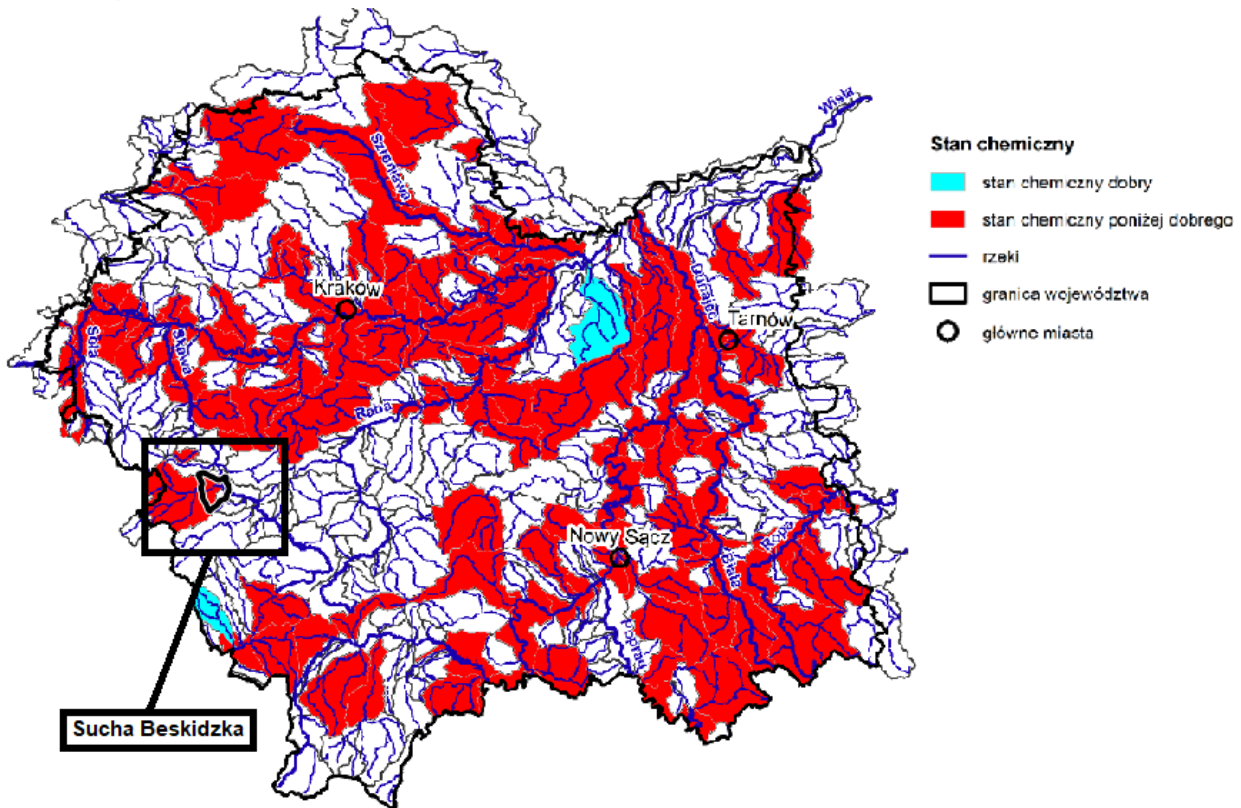 Wisła
Stan chemiczny
stan chemiczny dobry
stan chemiczny poniżej dobrego
rzeki
granica województwa
główne miasta
Szreniawa
Kraków
Dunajec
Tarnów
Soła
Skawa
Raba
Nowy Sącz
Ropa
Biała
Poprad
Sucha Beskidzka